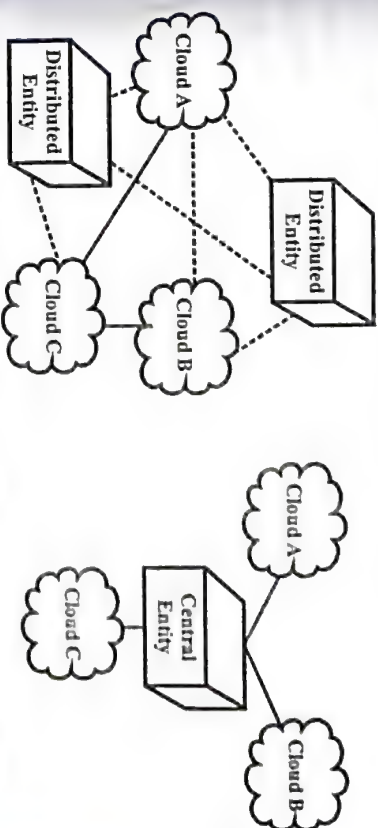 Distributed
Entity
Cloud A
Cloud B
Distributed
Entity
Cloud C
Cloud A
Cloud B
Central
Entity
Cloud C